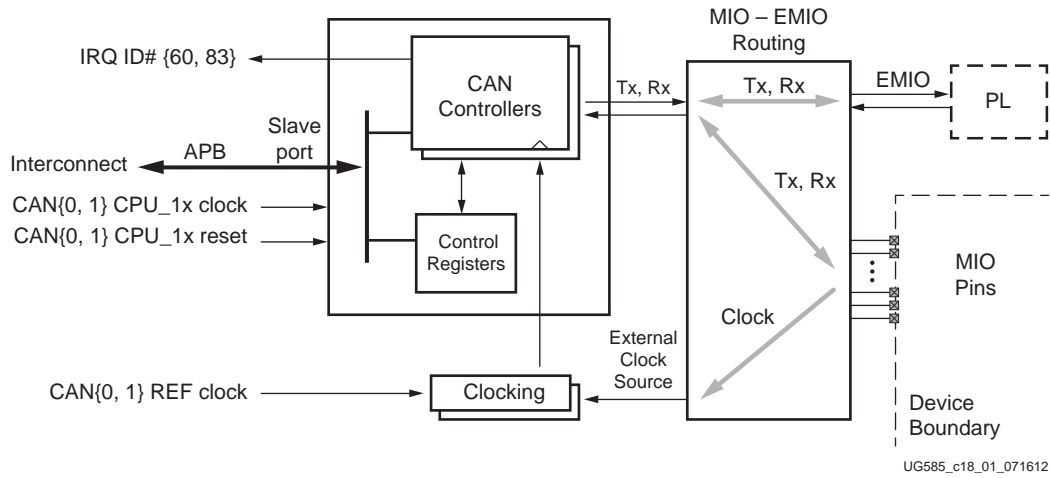 MIO – EMIO
Routing
IRQ ID# {60, 83}
CAN
Controllers
Tx, Rx
Tx, Rx
EMIO
PL
Slave
port
APB
Interconnect
Tx, Rx
CAN{0, 1} CPU_1x clock
CAN{0, 1} CPU_1x reset
Control
Registers
MIO
Pins
Clock
External
Clock
Source
CAN{0, 1} REF clock
Clocking
Device
Boundary
UG585_c18_01_071612